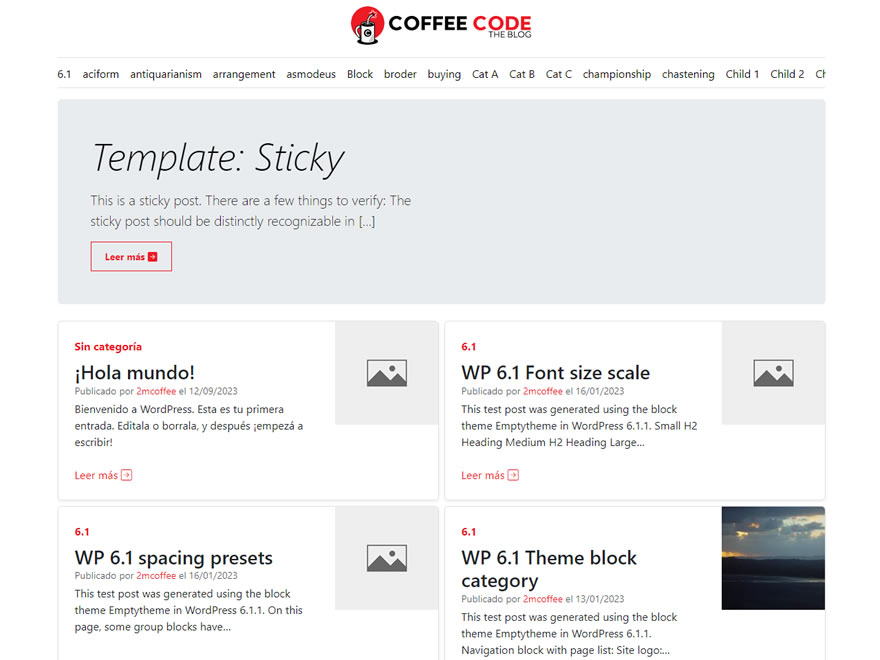 COFFEE CODE
THE BLOG
6.1 aciform antiquarianism arrangement asmodeus Block broder buying Cat A Cat B Cat C championship chastening Child 1 Child 2 Ch
Template: Sticky
This is a sticky post. There are a few things to verify: The
sticky post should be distinctly recognizable in [...]
Leer más
Sin categoría
¡Hola mundo!
Publicado por 2mcoffee el 12/09/2023
Bienvenido a WordPress. Esta es tu primera
entrada. Editala o borrala, y después ¡empezá a
escribir!
Leer más
6.1
WP 6.1 Font size scale
Publicado por 2mcoffee el 16/01/2023
This test post was generated using the block
theme Emptytheme in WordPress 6.1.1. Small H2
Heading Medium H2 Heading Large...
Leer más
6.1
WP 6.1 spacing presets
Publicado por 2mcoffee el 16/01/2023
This test post was generated using the block
theme Emptytheme in WordPress 6.1.1. On this
page, some group blocks have...
6.1
WP 6.1 Theme block
category
Publicado por 2mcoffee el 13/01/2023
This test post was generated using the block
theme Emptytheme in WordPress 6.1.1.
Navigation block with page list: Site logo:...